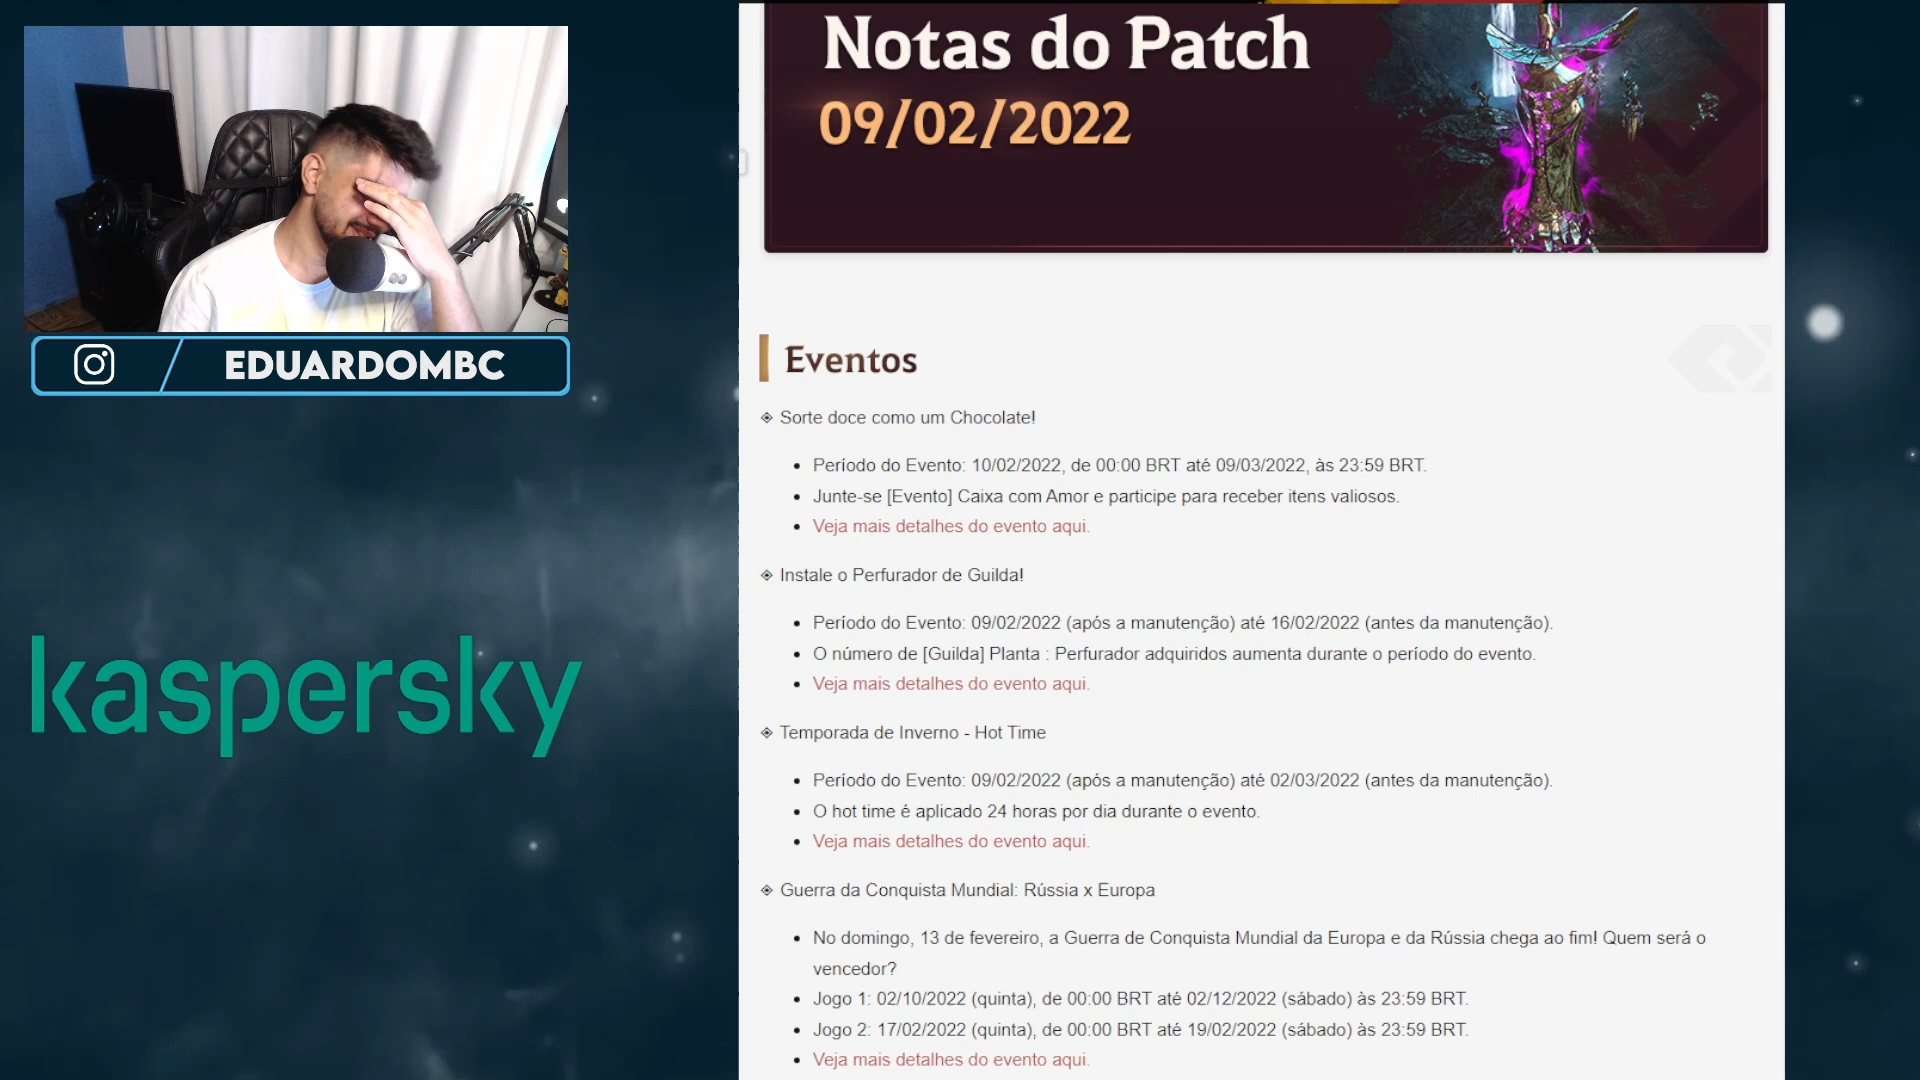 Notas do Patch
09/02/2022
EDUARDOMBC
kaspersky
Eventos
◈ Sorte doce como um Chocolate!
• Período do Evento: 10/02/2022, de 00:00 BRT até 09/03/2022, às 23:59 BRT.
• Junte-se [Evento] Caixa com Amor e participe para receber itens valiosos.
• Veja mais detalhes do evento aqui.
◈ Instale o Perfurador de Guilda!
• Período do Evento: 09/02/2022 (após a manutenção) até 16/02/2022 (antes da manutenção).
• O número de [Guilda] Planta : Perfurador adquiridos aumenta durante o período do evento.
• Veja mais detalhes do evento aqui.
◈ Temporada de Inverno - Hot Time
• Período do Evento: 09/02/2022 (após a manutenção) até 02/03/2022 (antes da manutenção).
• O hot time é aplicado 24 horas por dia durante o evento.
• Veja mais detalhes do evento aqui.
◈ Guerra da Conquista Mundial: Rússia x Europa
• No domingo, 13 de fevereiro, a Guerra de Conquista Mundial da Europa e da Rússia chega ao fim! Quem será o
vencedor?
• Jogo 1: 02/10/2022 (quinta), de 00:00 BRT até 02/12/2022 (sábado) às 23:59 BRT.
• Jogo 2: 17/02/2022 (quinta), de 00:00 BRT até 19/02/2022 (sábado) às 23:59 BRT.
• Veja mais detalhes do evento aqui.